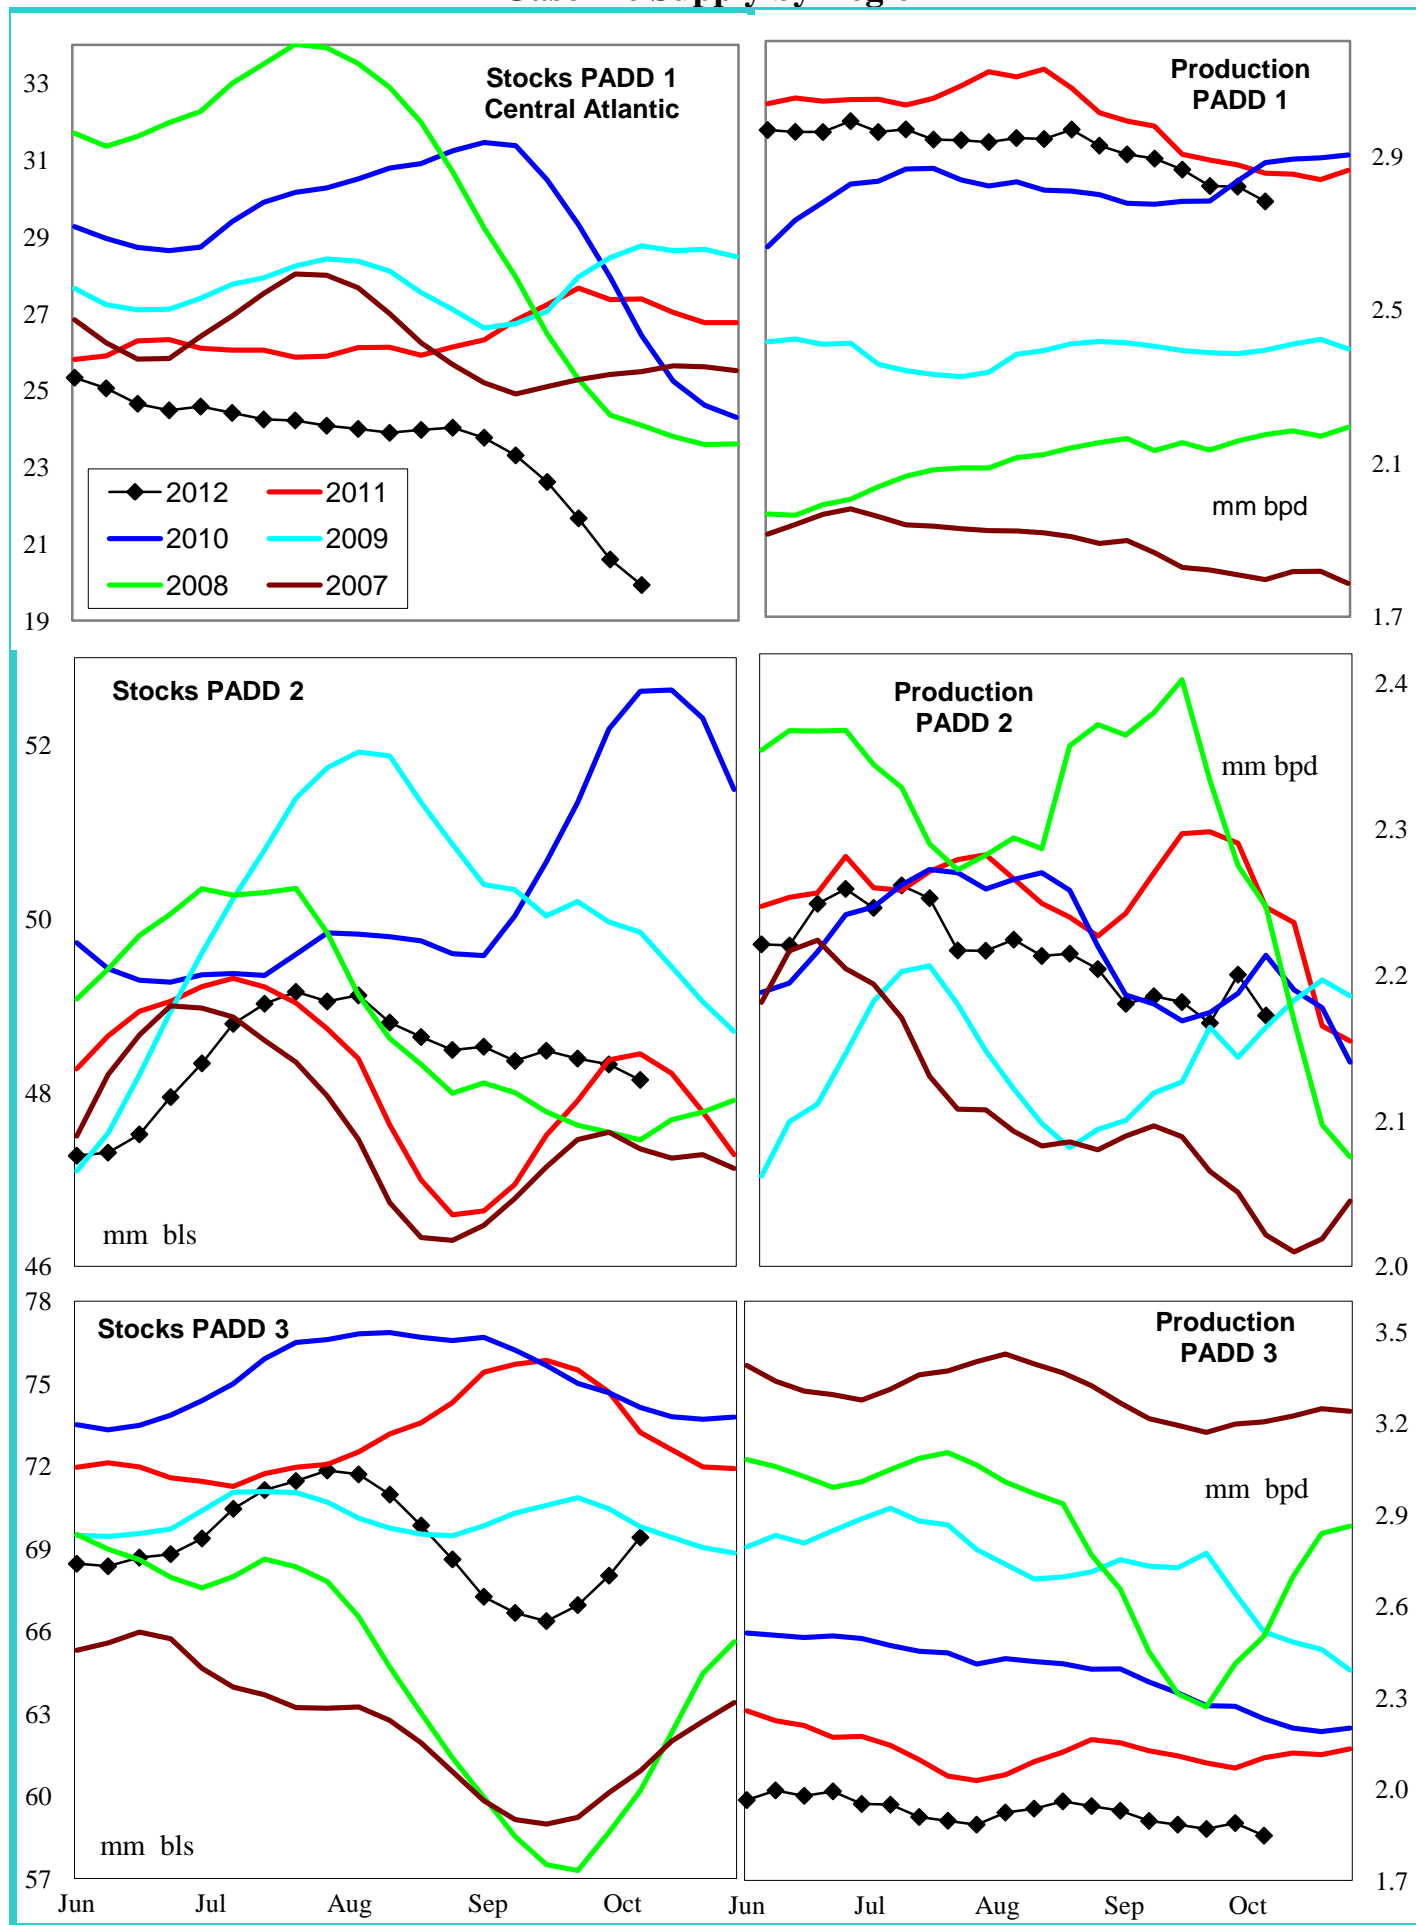 Stocks PADD 1
Central Atlantic
33
31
29
27
25
23
21
19
2012
2011
2010
2009
2008
2007
Production
PADD 1
mm bpd
2.9
2.5
2.1
1.7
Stocks PADD 2
52
50
48
46
mm bls
Production
PADD 2
mm bpd
2.4
2.3
2.2
2.1
2.0
Stocks PADD 3
78
75
72
69
66
63
60
57
mm bls
Jun Jul Aug Sep Oct
Production
PADD 3
mm bpd
3.5
3.2
2.9
2.6
2.3
2.0
1.7
Jun Jul Aug Sep Oct